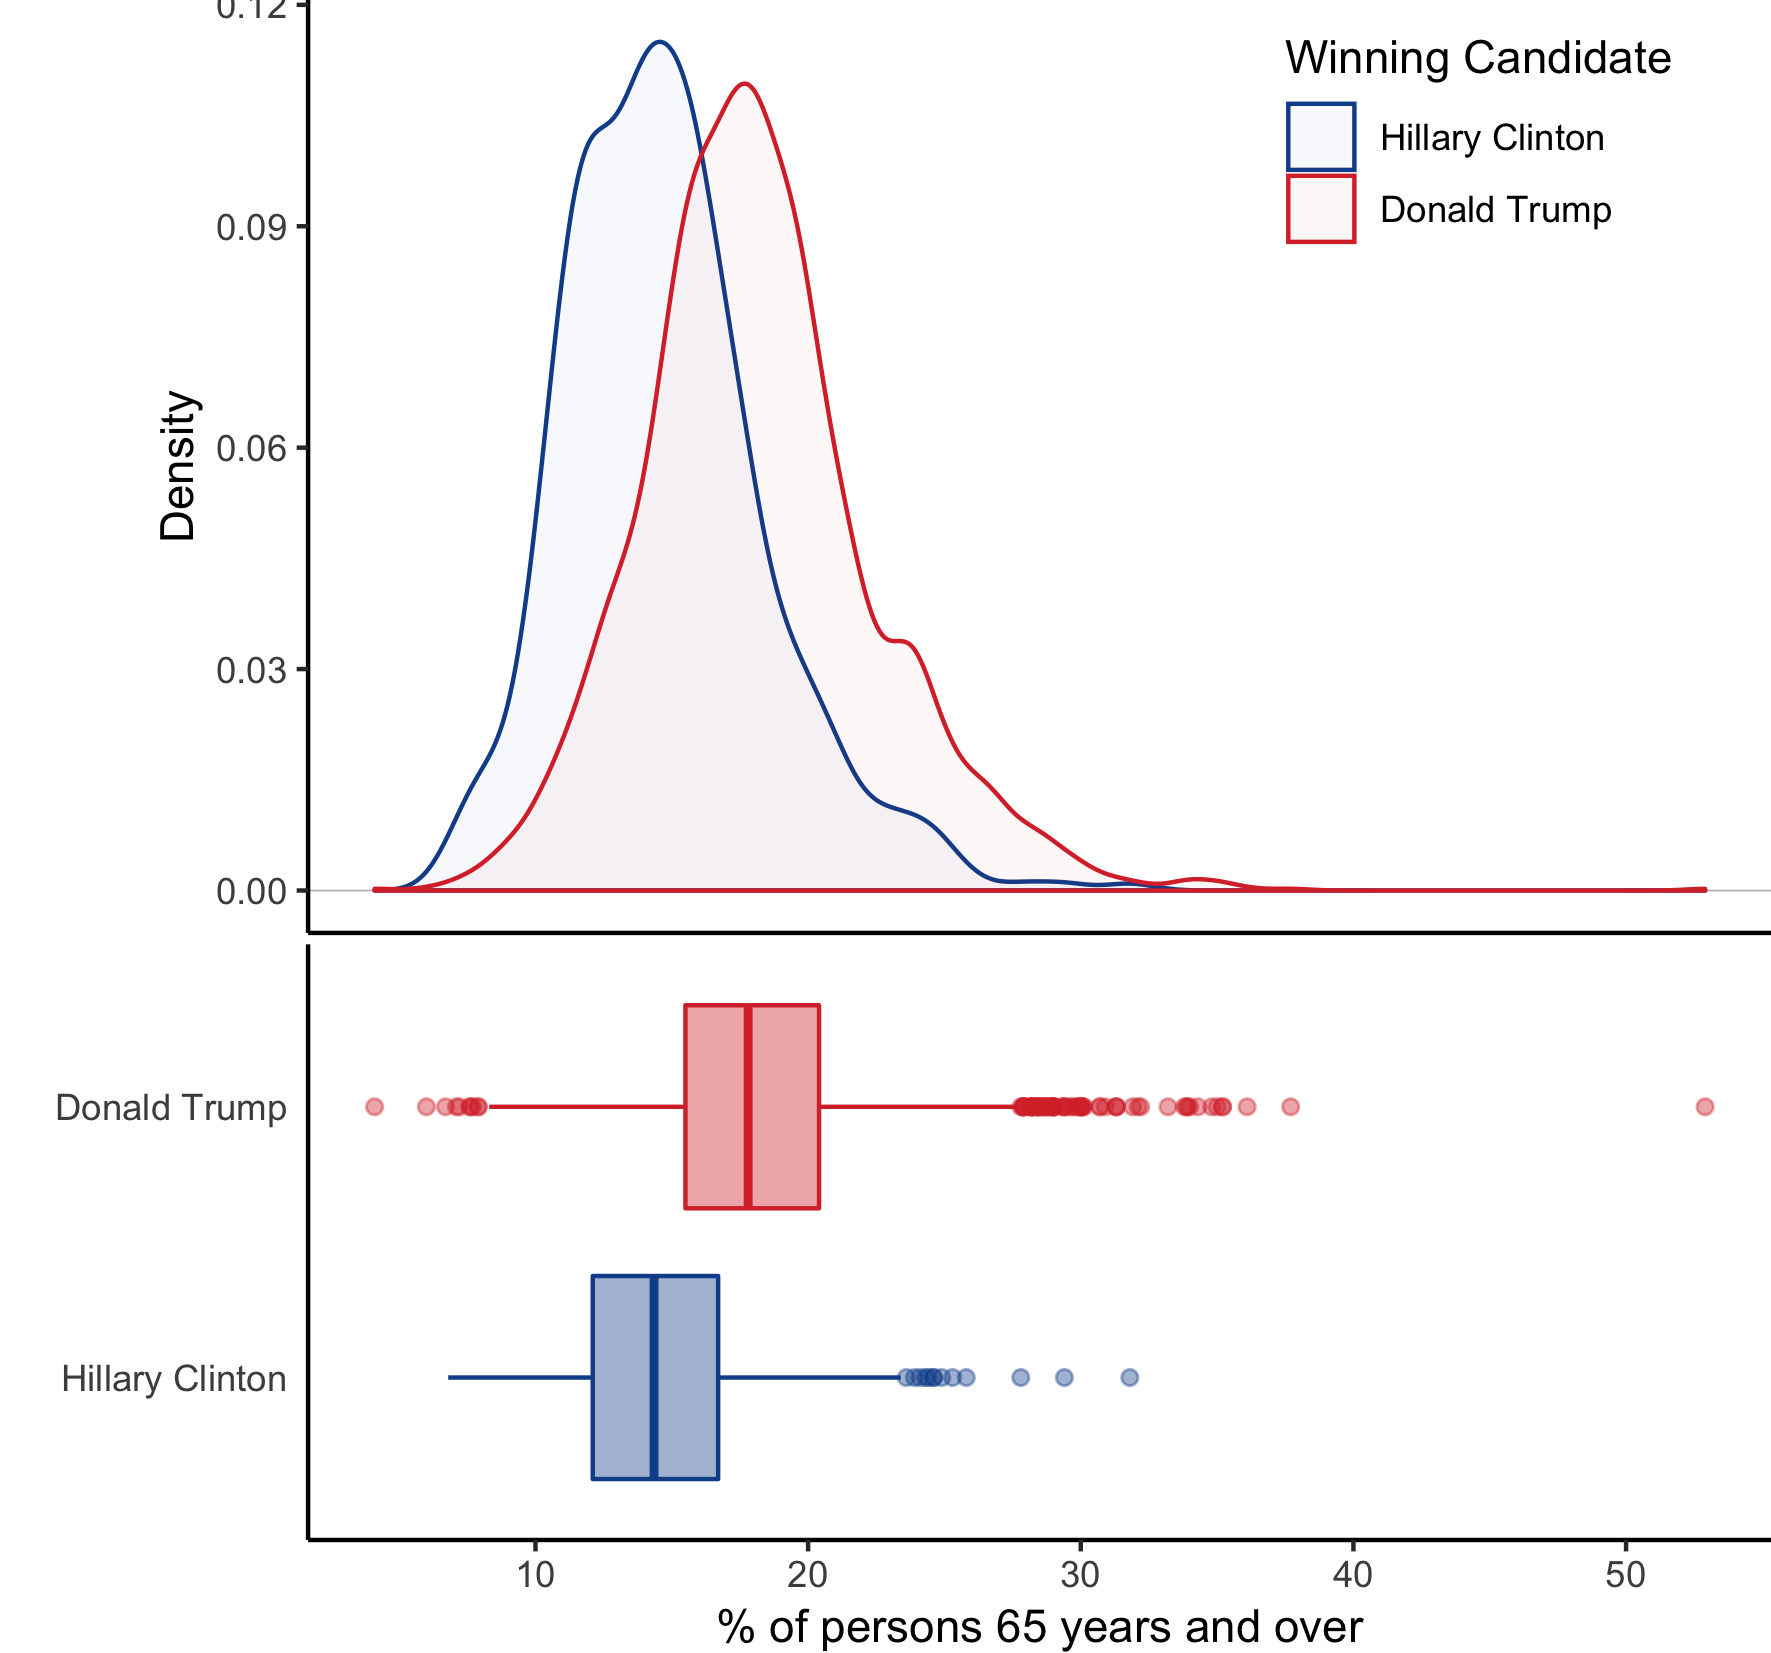 0.12
Winning Candidate
Hillary Clinton
Donald Trump
0.09
0.06
0.03
0.00
Density
Donald Trump
Hillary Clinton
10 20 30 40 50
% of persons 65 years and over